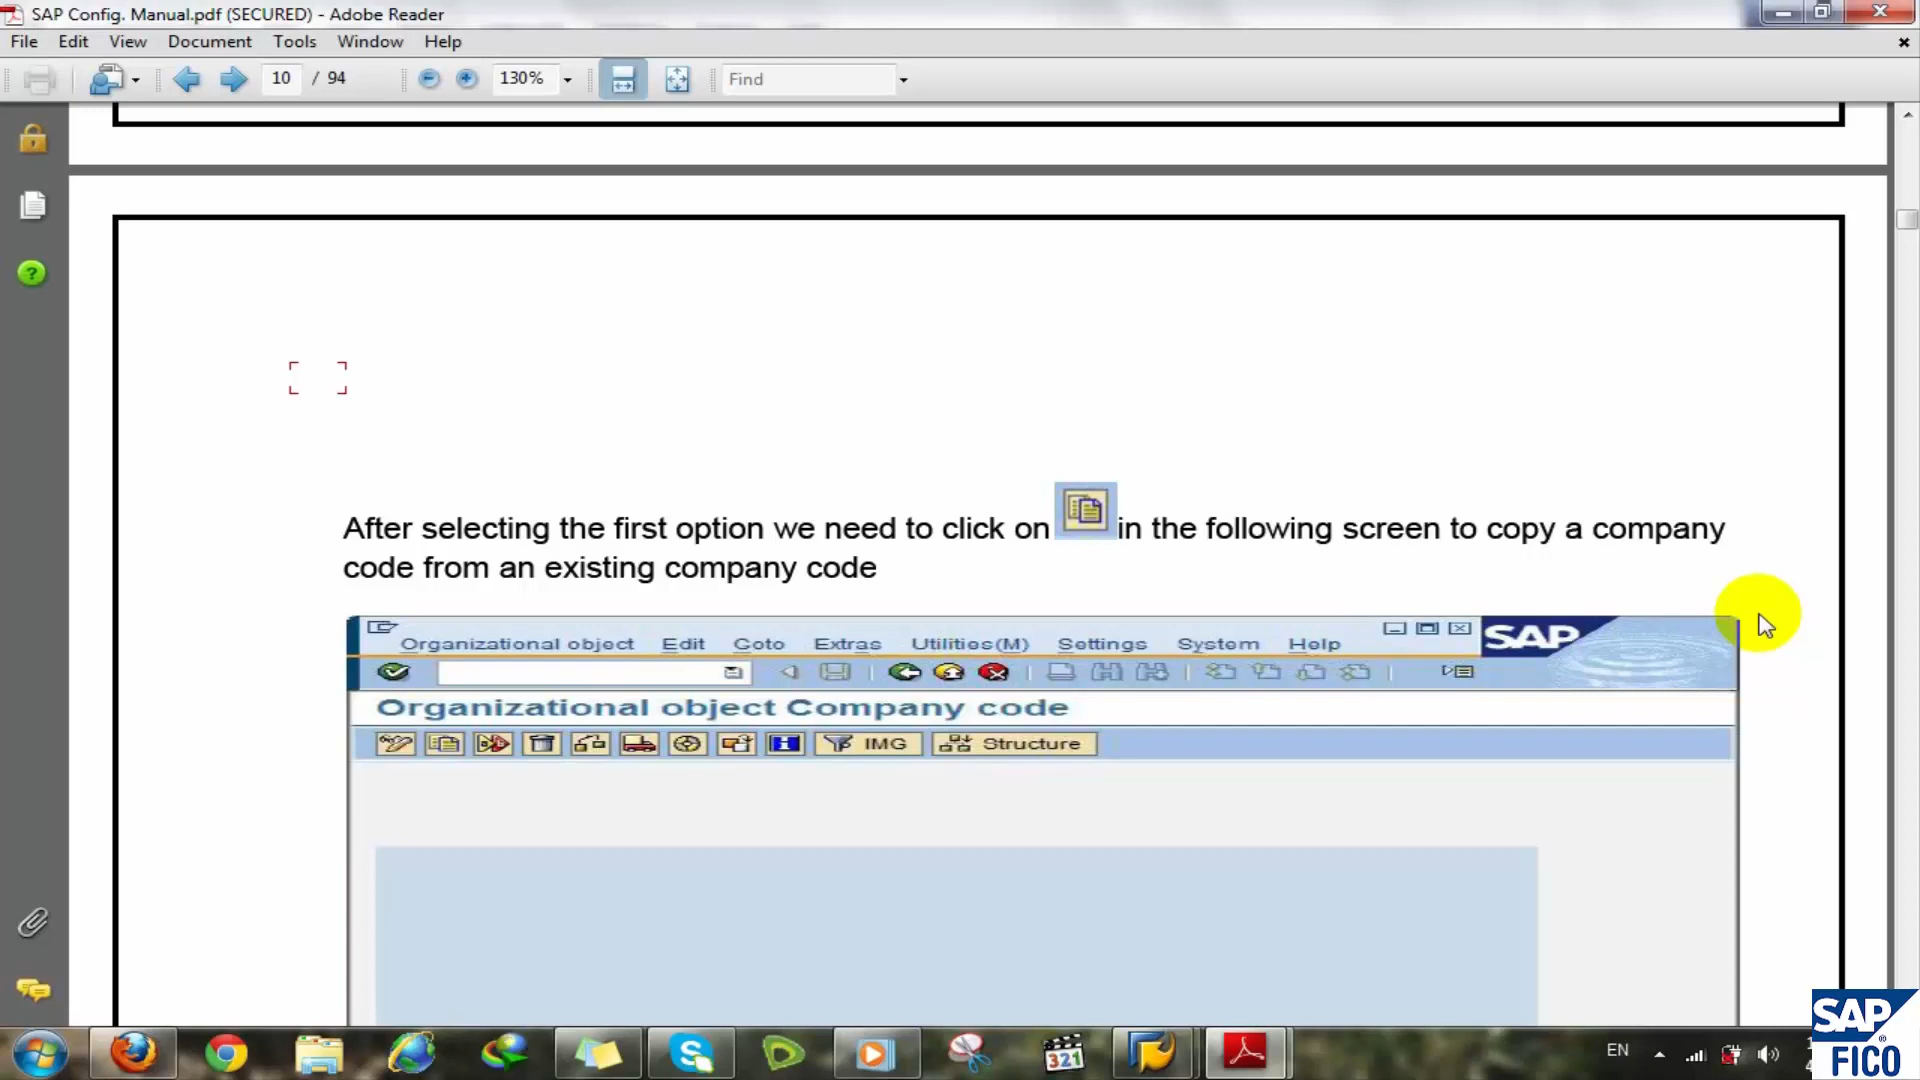 SAP Config. Manual.pdf (SECURED) - Adobe Reader
File Edit View Document Tools Window Help
10 / 94 130% Find
After selecting the first option we need to click on in the following screen to copy a company
code from an existing company code
Organizational object Edit Goto Extras Utilities(M) Settings System Help
SAP
Organizational object Company code
IMG Structure
321
EN
SAP
FICO